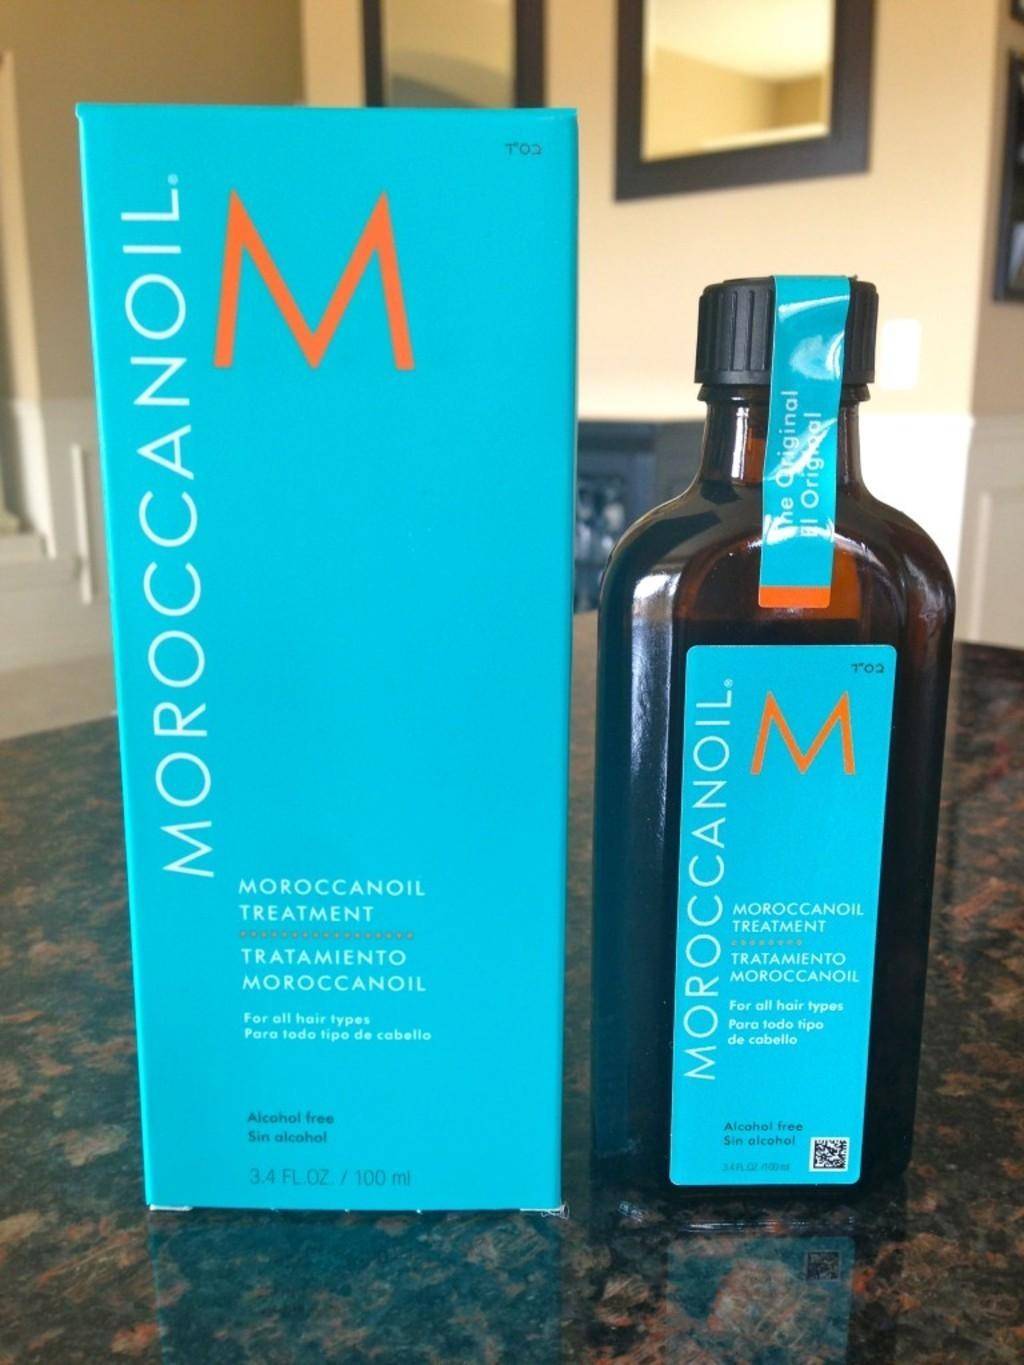 בס"ד
MOROCCANOIL®
M
MOROCCANOIL
TREATMENT
TRATAMIENTO
MOROCCANOIL
For all hair types
Para todo tipo de cabello
Alcohol free
Sin alcohol
3.4 FL.OZ. / 100 ml
The Original
El Original
בס"ד
MOROCCANOIL®
M
MOROCCANOIL
TREATMENT
TRATAMIENTO
MOROCCANOIL
For all hair types
Para todo tipo
de cabello
Alcohol free
Sin alcohol
3.4 FL.OZ. /100 ml